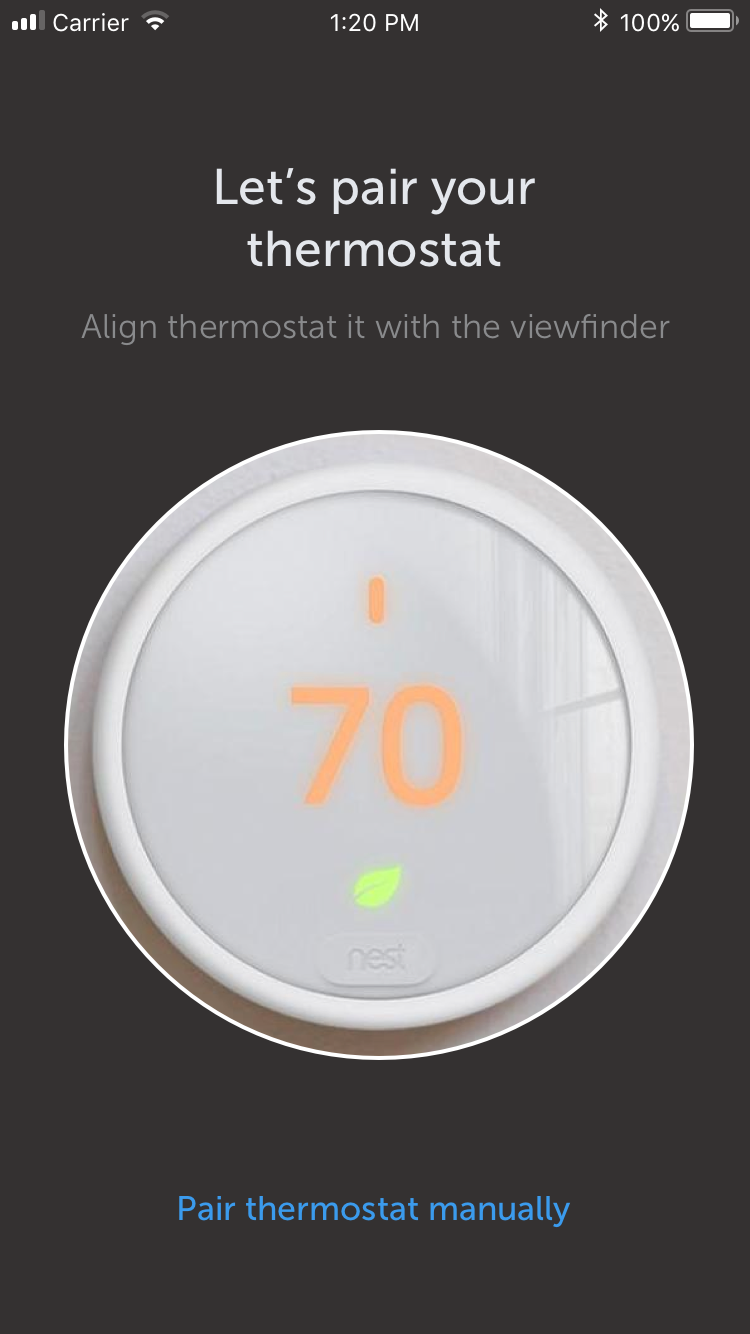 Carrier 1:20 PM 100%
Let’s pair your
thermostat
Align thermostat it with the viewfinder
70
nest
Pair thermostat manually